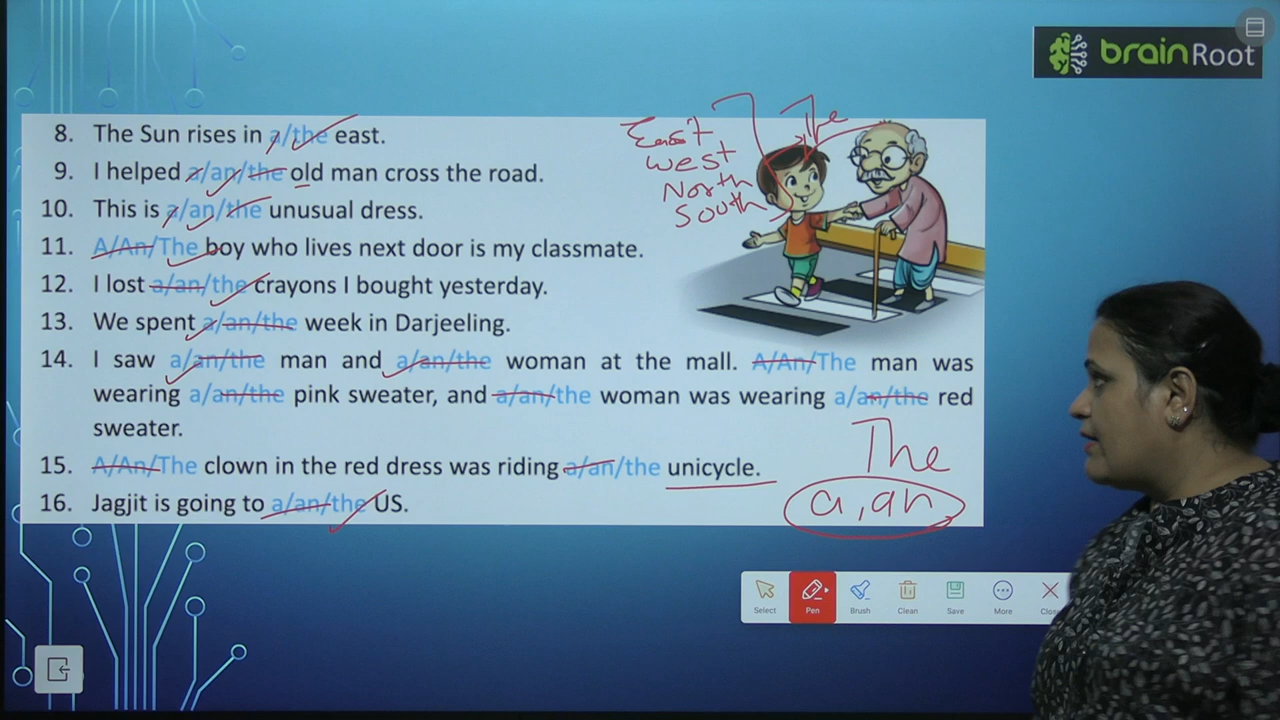 brainRoot
8. The Sun rises in a/the east.
9. I helped a/an/the old man cross the road.
10. This is a/an/the unusual dress.
11. A/An/The boy who lives next door is my classmate.
12. I lost a/an/the crayons I bought yesterday.
13. We spent a/an/the week in Darjeeling.
14. I saw a/an/the man and a/an/the woman at the mall. A/An/The man was
wearing a/an/the pink sweater, and a/an/the woman was wearing a/an/the red
sweater.
15. A/An/The clown in the red dress was riding a/an/the unicycle.
16. Jagjit is going to a/an/the US.
East
West
North
South
The
The
a, an
Select
Pen
Brush
Clean
Save
More